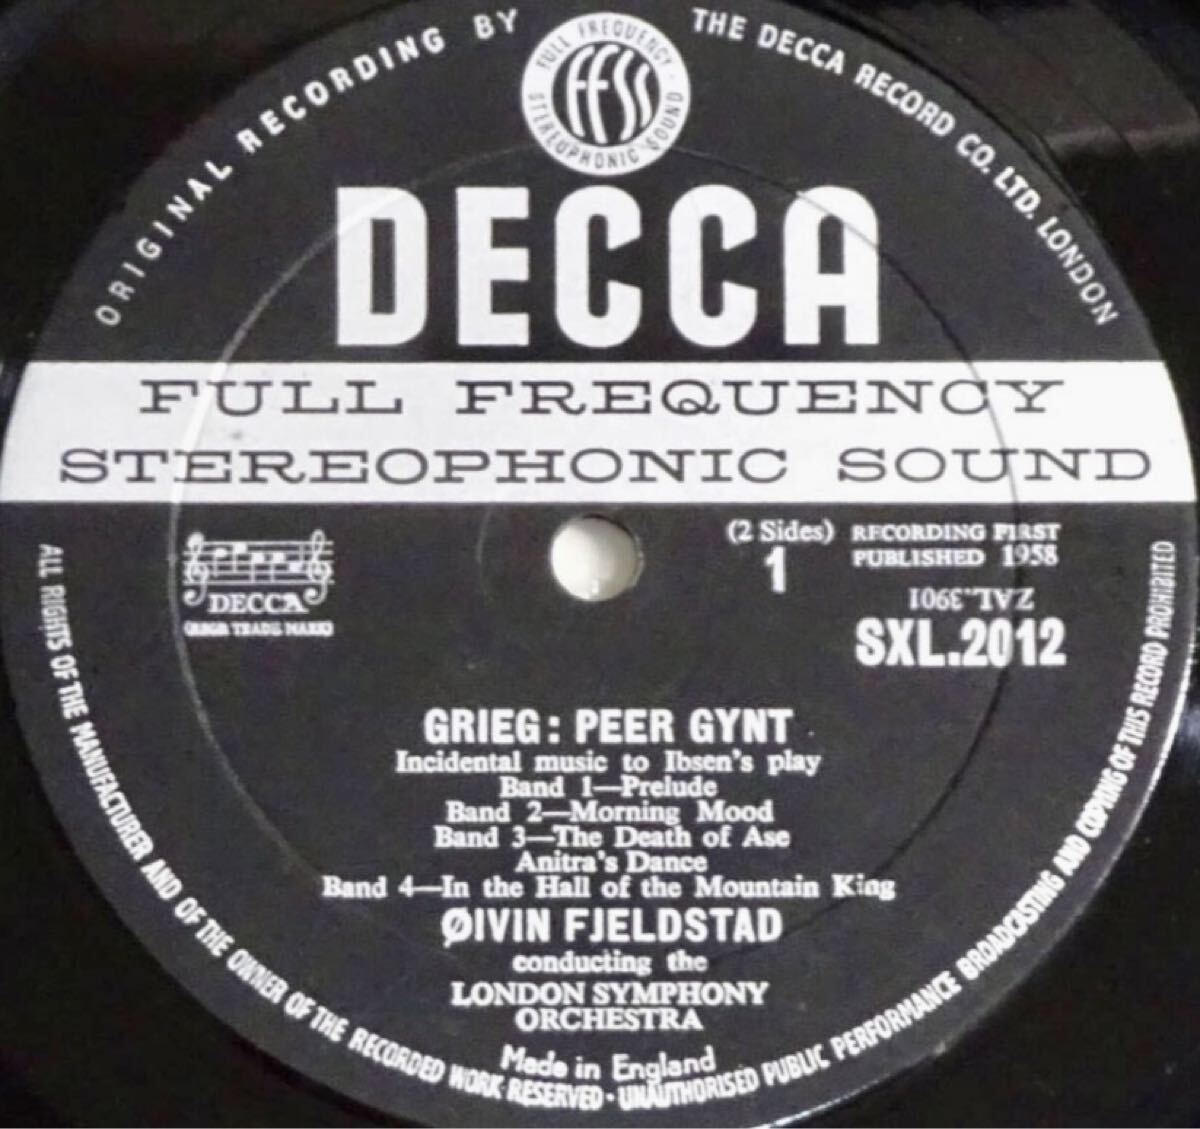 ORIGINAL RECORDING BY
THE DECCA RECORD CO. LTD. LONDON
FULL FREQUENCY
ffss
STEREOPHONIC SOUND
DECCA
FULL FREQUENCY
STEREOPHONIC SOUND
DECCA
(REGD TRADE MARK)
(2 Sides)
1
RECORDING FIRST
PUBLISHED 1958
ZAL.3901
SXL.2012
GRIEG: PEER GYNT
Incidental music to Ibsen's play
Band 1—Prelude
Band 2—Morning Mood
Band 3—The Death of Ase
Anitra's Dance
Band 4—In the Hall of the Mountain King
ØIVIN FJELDSTAD
conducting the
LONDON SYMPHONY
ORCHESTRA
Made in England
ALL RIGHTS OF THE MANUFACTURER AND OF THE OWNER OF THE RECORDED WORK RESERVED · UNAUTHORISED PUBLIC PERFORMANCE BROADCASTING AND COPYING OF THIS RECORD PROHIBITED